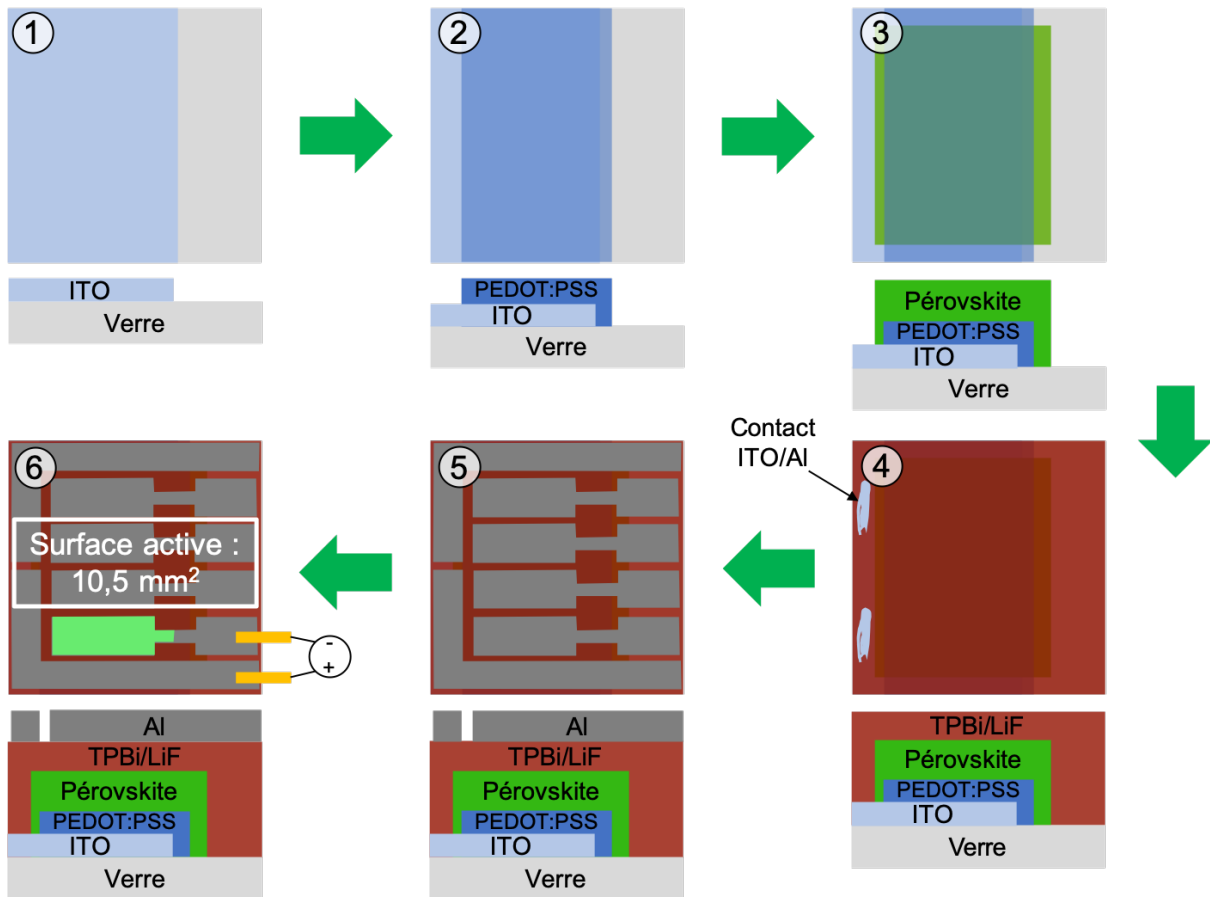 1
ITO
Verre
2
PEDOT:PSS
ITO
Verre
3
Pérovskite
PEDOT:PSS
ITO
Verre
Contact
ITO/Al
4
TPBi/LiF
Pérovskite
PEDOT:PSS
ITO
Verre
5
Al
TPBi/LiF
Pérovskite
PEDOT:PSS
ITO
Verre
6
Surface active :
10,5 mm²
-
+
Al
TPBi/LiF
Pérovskite
PEDOT:PSS
ITO
Verre